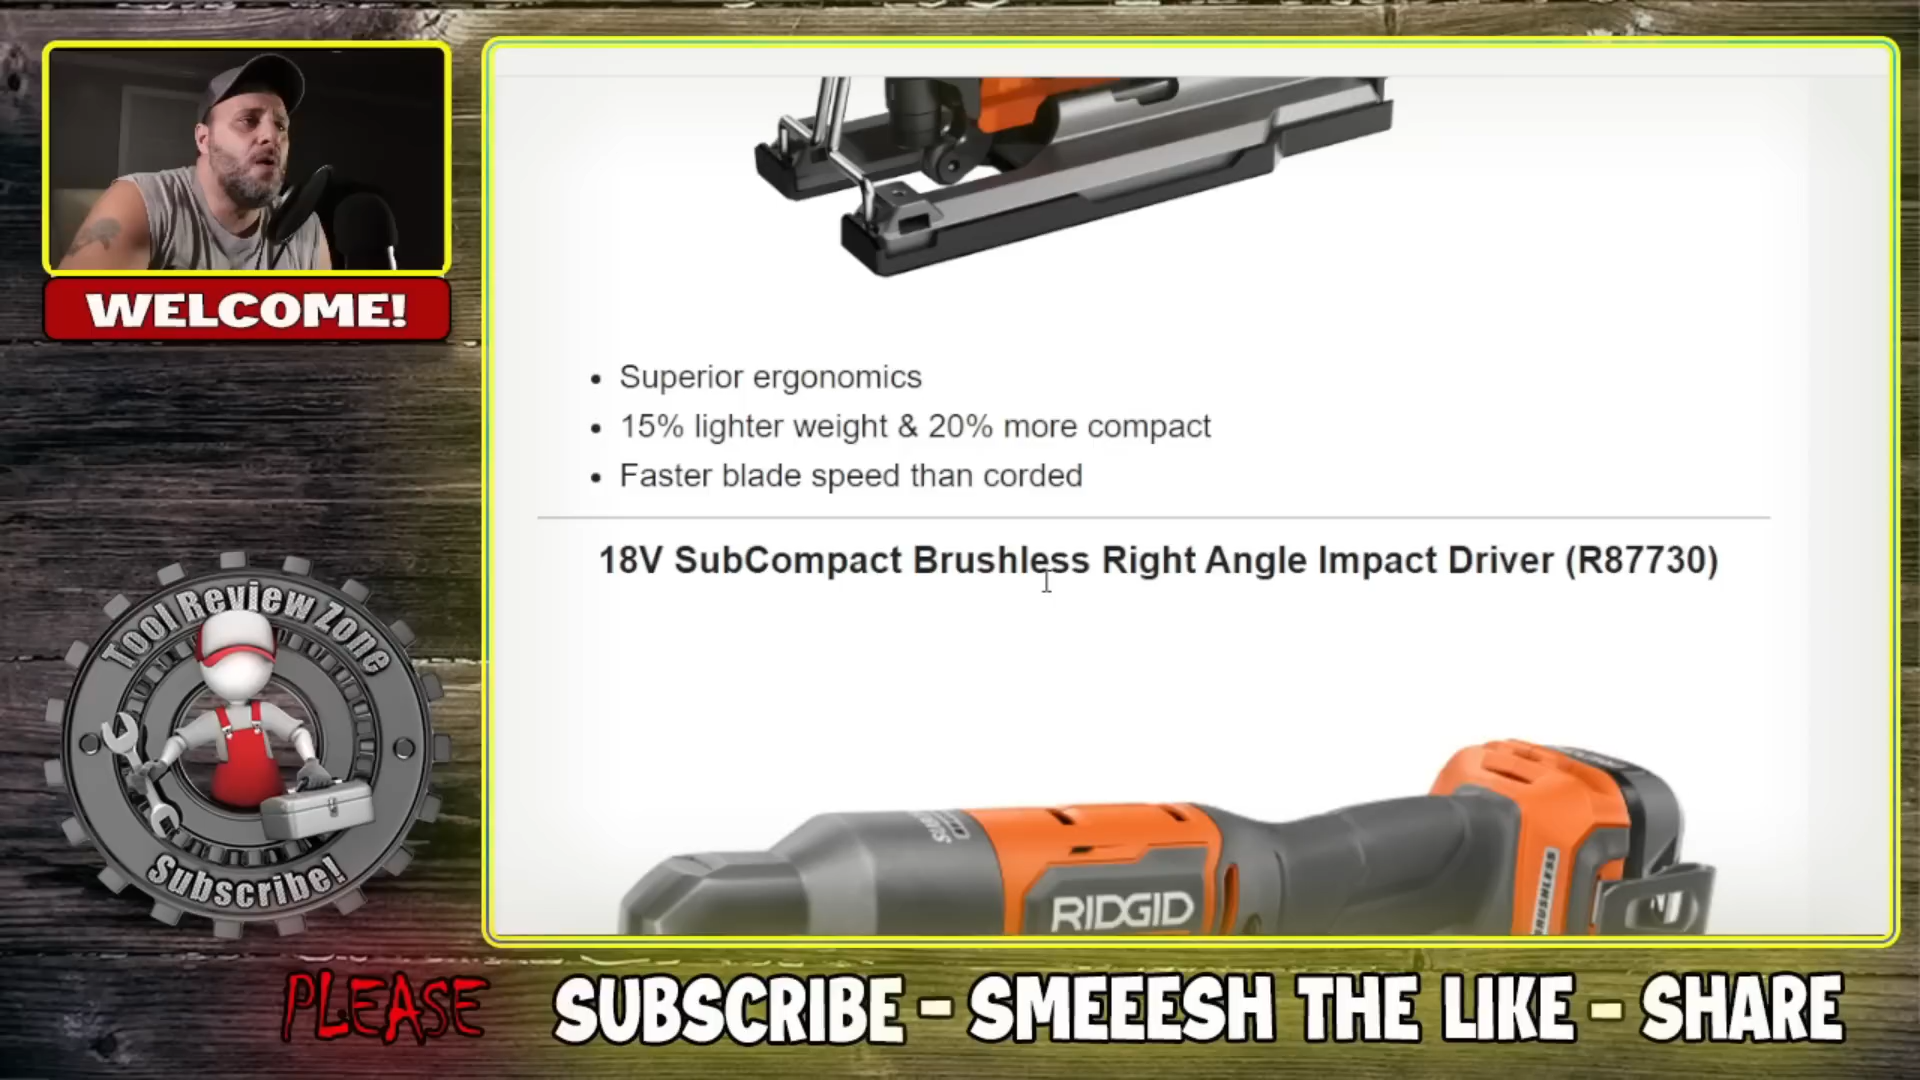 WELCOME!
Superior ergonomics
15% lighter weight & 20% more compact
Faster blade speed than corded
18V SubCompact Brushless Right Angle Impact Driver (R87730)
RIDGID
BRUSHLESS
Tool Review Zone
Subscribe!
PLEASE SUBSCRIBE - SMEEESH THE LIKE - SHARE